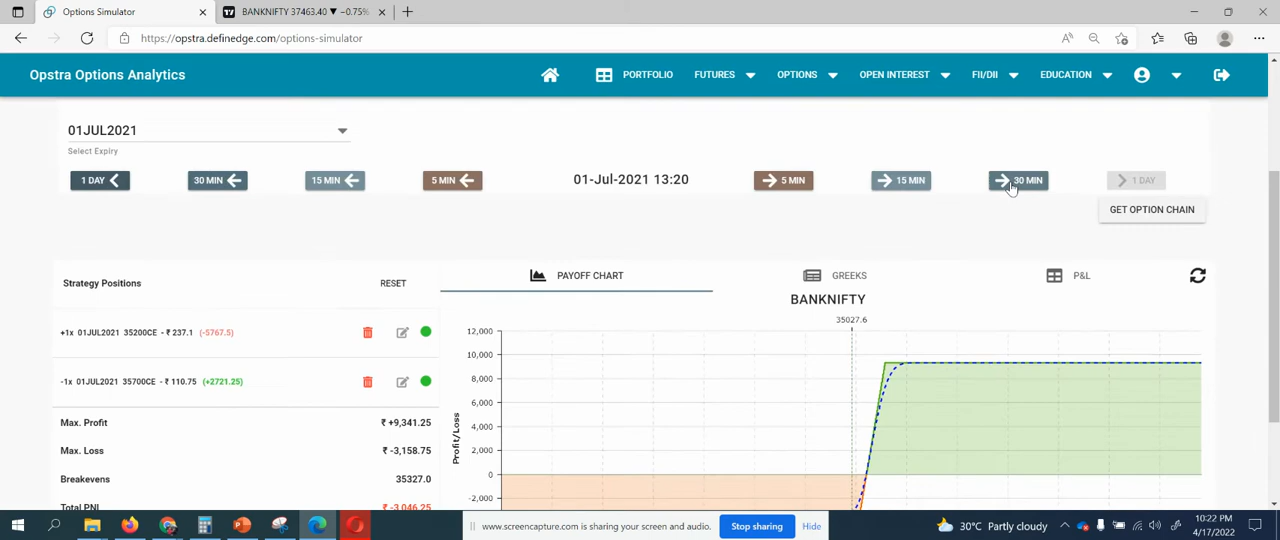 Options Simulator
BANKNIFTY 37463.40 ▼ −0.75%
https://opstra.definedge.com/options-simulator
Opstra Options Analytics
PORTFOLIO
FUTURES
OPTIONS
OPEN INTEREST
FII/DII
EDUCATION
01JUL2021
Select Expiry
1 DAY
30 MIN
15 MIN
5 MIN
01-Jul-2021 13:20
5 MIN
15 MIN
30 MIN
1 DAY
GET OPTION CHAIN
Strategy Positions
RESET
PAYOFF CHART
GREEKS
P&L
BANKNIFTY
35027.6
+1x 01JUL2021 35200CE - ₹ 237.1 (-5767.5)
-1x 01JUL2021 35700CE - ₹ 110.75 (+2721.25)
Max. Profit ₹ +9,341.25
Max. Loss ₹ -3,158.75
Breakevens 35327.0
Total PNL ₹ -3,046.25
12,000
10,000
8,000
6,000
4,000
2,000
0
-2,000
Profit/Loss
www.screencapture.com is sharing your screen and audio.
Stop sharing
Hide
30°C Partly cloudy
10:22 PM
4/17/2022